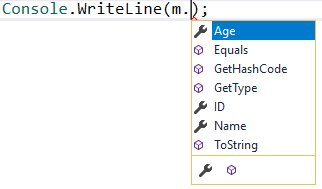 Console.WriteLine(m.);
Age
Equals
GetHashCode
GetType
ID
Name
ToString